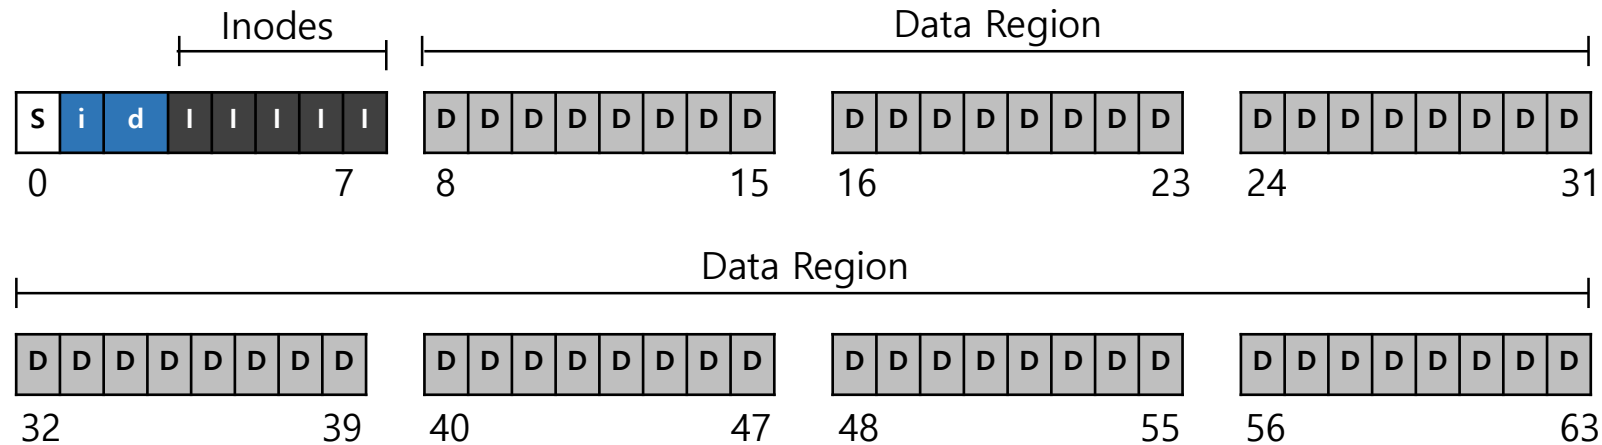 Inodes Data Region
S i d I I I I I D D D D D D D D D D D D D D D D D D D D D D D D
0 7 8 15 16 23 24 31
Data Region
D D D D D D D D D D D D D D D D D D D D D D D D D D D D D D D D
32 39 40 47 48 55 56 63